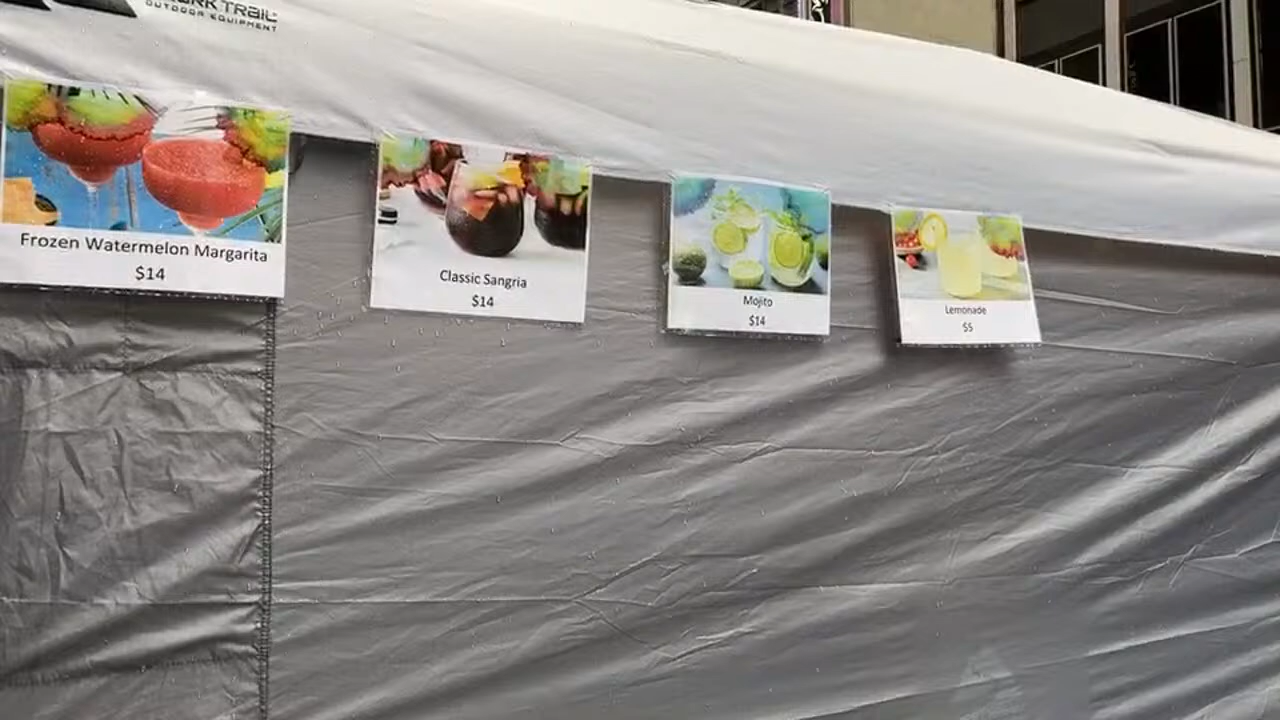 TRAIL
OUTDOOR EQUIPMENT
Frozen Watermelon Margarita
$14
Classic Sangria
$14
Mojito
$14
Lemonade
$5